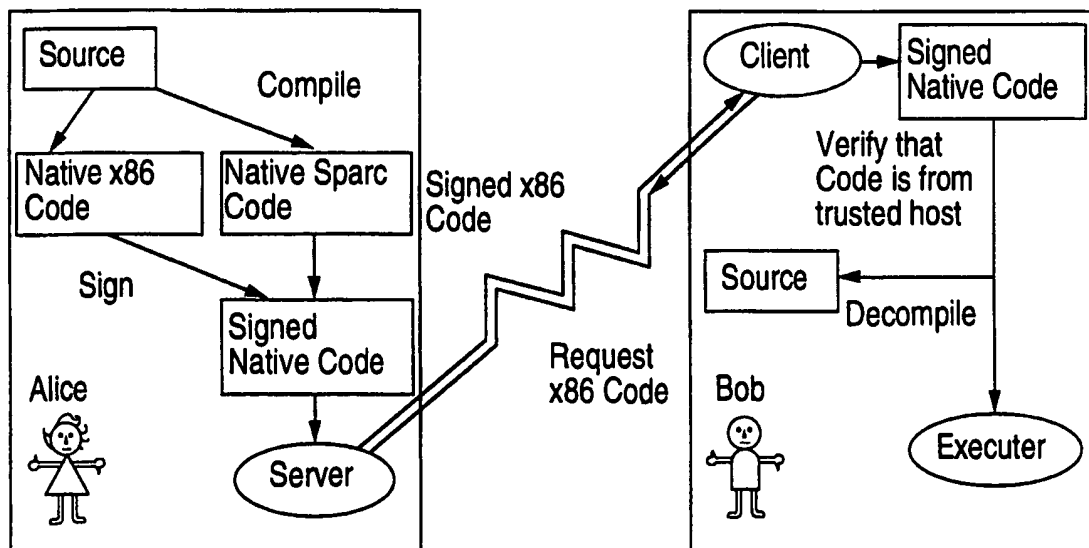 Source
Compile
Native x86
Code
Native Sparc
Code
Sign
Signed
Native Code
Alice
Server
Signed x86
Code
Request
x86 Code
Client
Signed
Native Code
Verify that
Code is from
trusted host
Source
Decompile
Bob
Executer